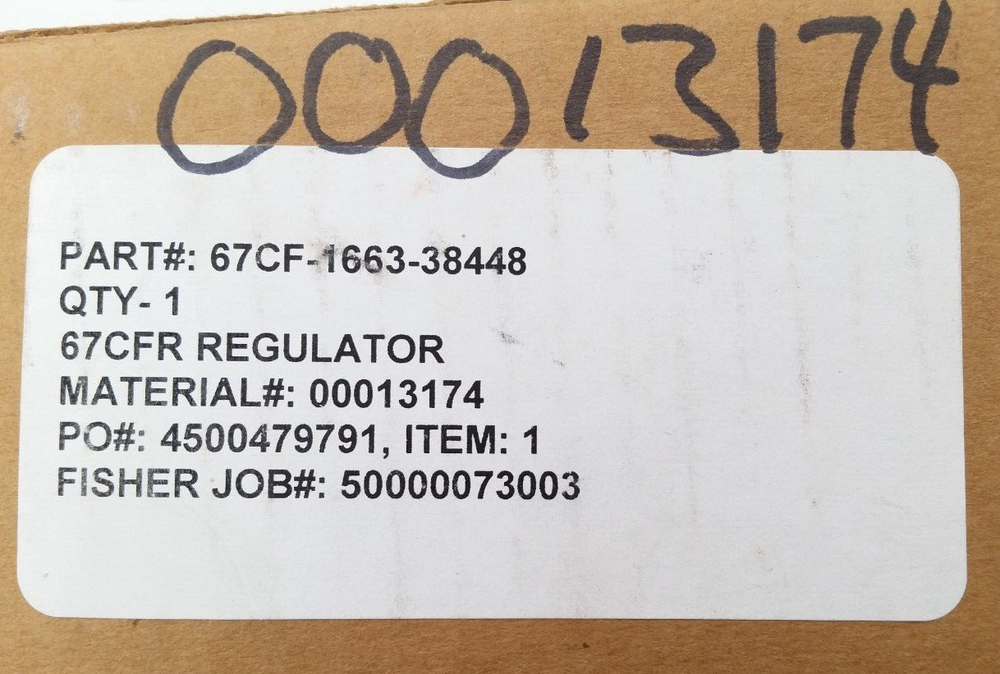 00013174
PART#: 67CF-1663-38448
QTY- 1
67CFR REGULATOR
MATERIAL#: 00013174
PO#: 4500479791, ITEM: 1
FISHER JOB#: 50000073003